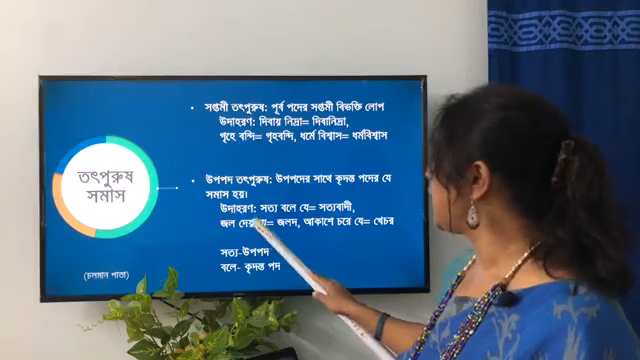 তৎপুরুষ
সমাস
(চলমান পাতা)
• সপ্তমী তৎপুরুষ: পূর্ব পদের সপ্তমী বিভক্তি লোপ
উদাহরণ: দিবায় নিদ্রা= দিবানিদ্রা,
গৃহে বন্দি= গৃহবন্দি, ধর্মে বিশ্বাস= ধর্মবিশ্বাস
• উপপদ তৎপুরুষ: উপপদের সাথে কৃদন্ত পদের যে
সমাস হয়।
উদাহরণ: সত্য বলে যে= সত্যবাদী,
জল দেয় যে= জলদ, আকাশে চরে যে= খেচর
সত্য-উপপদ
বলে- কৃদন্ত পদ